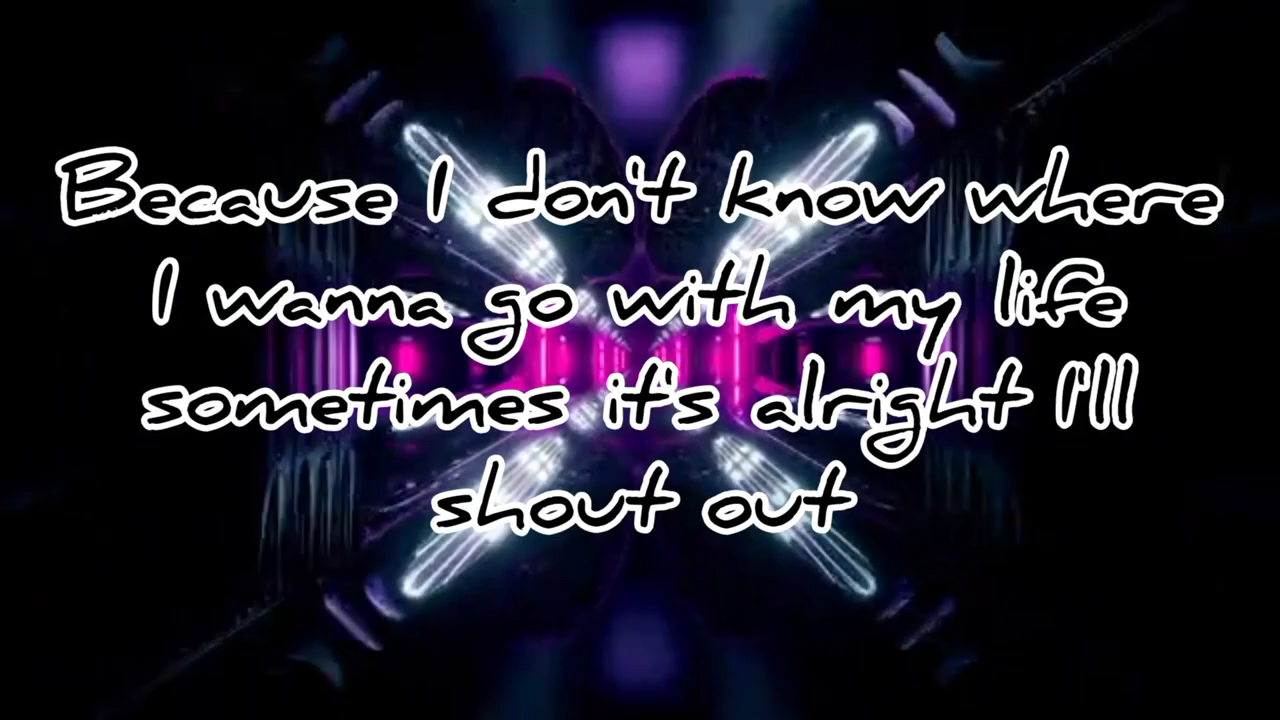 Because I don't know where
I wanna go with my life
sometimes it's alright I'll
shout out